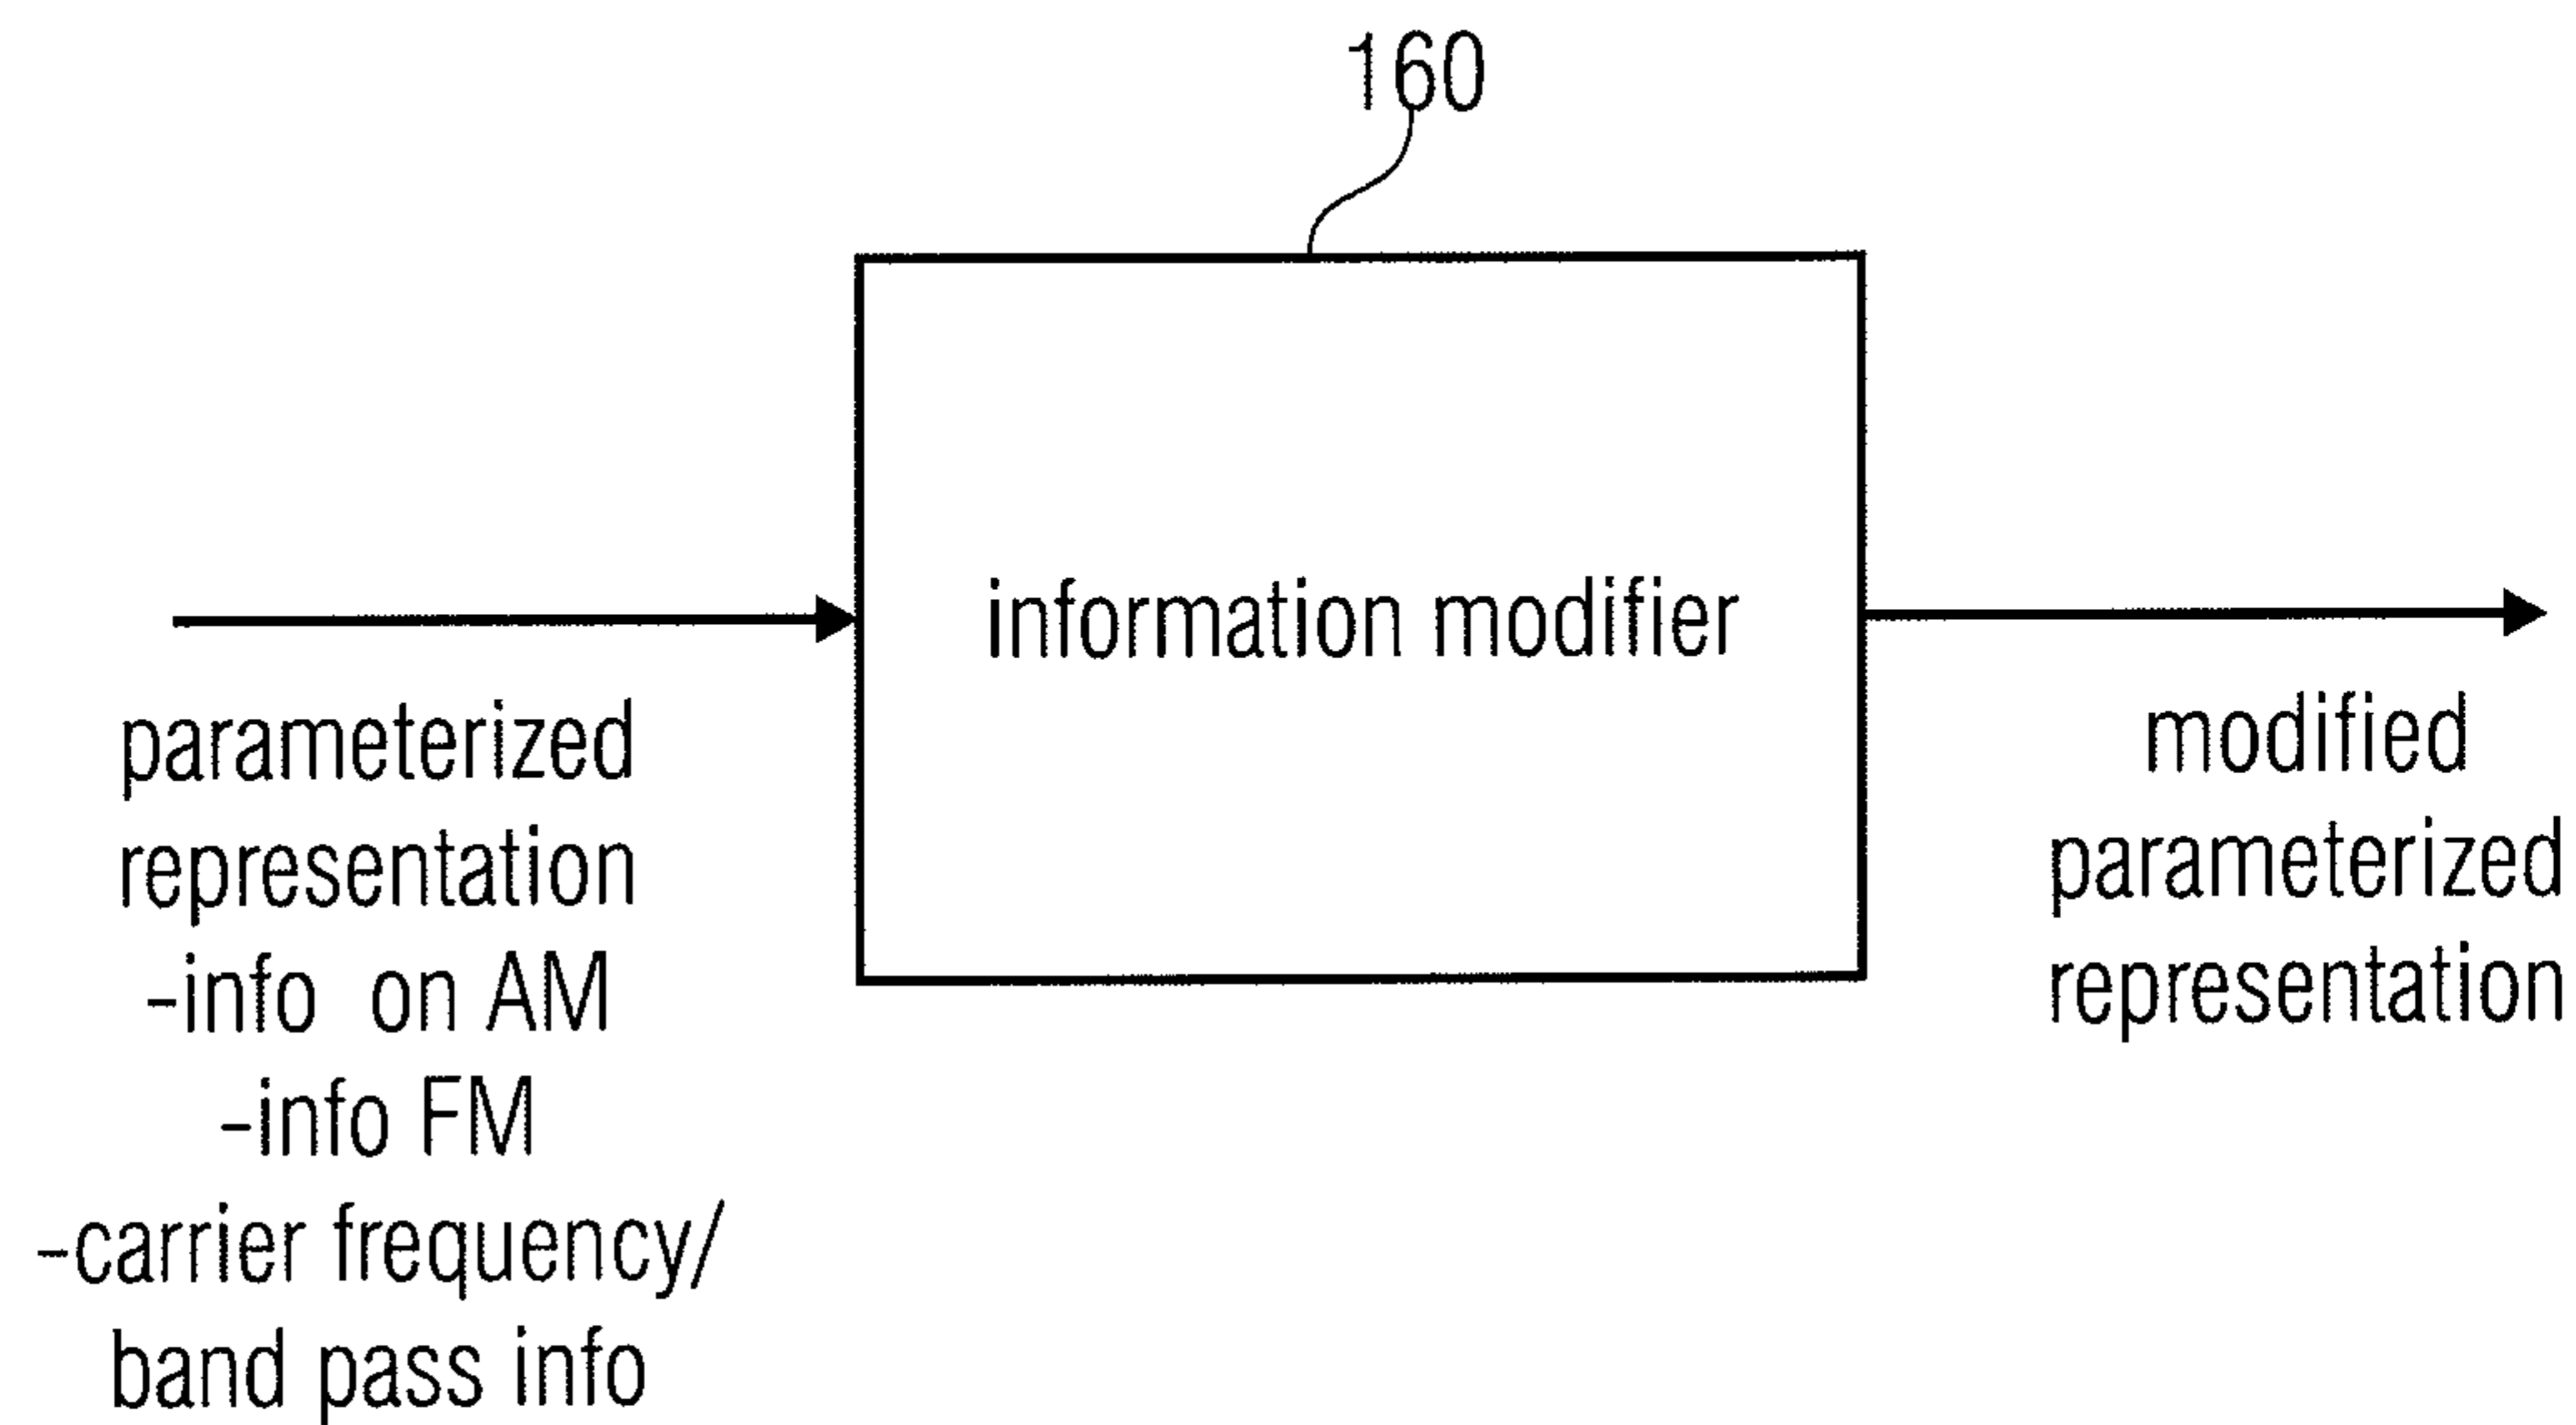 160
information modifier
parameterized
representation
-info on AM
-info FM
-carrier frequency/
band pass info
modified
parameterized
representation